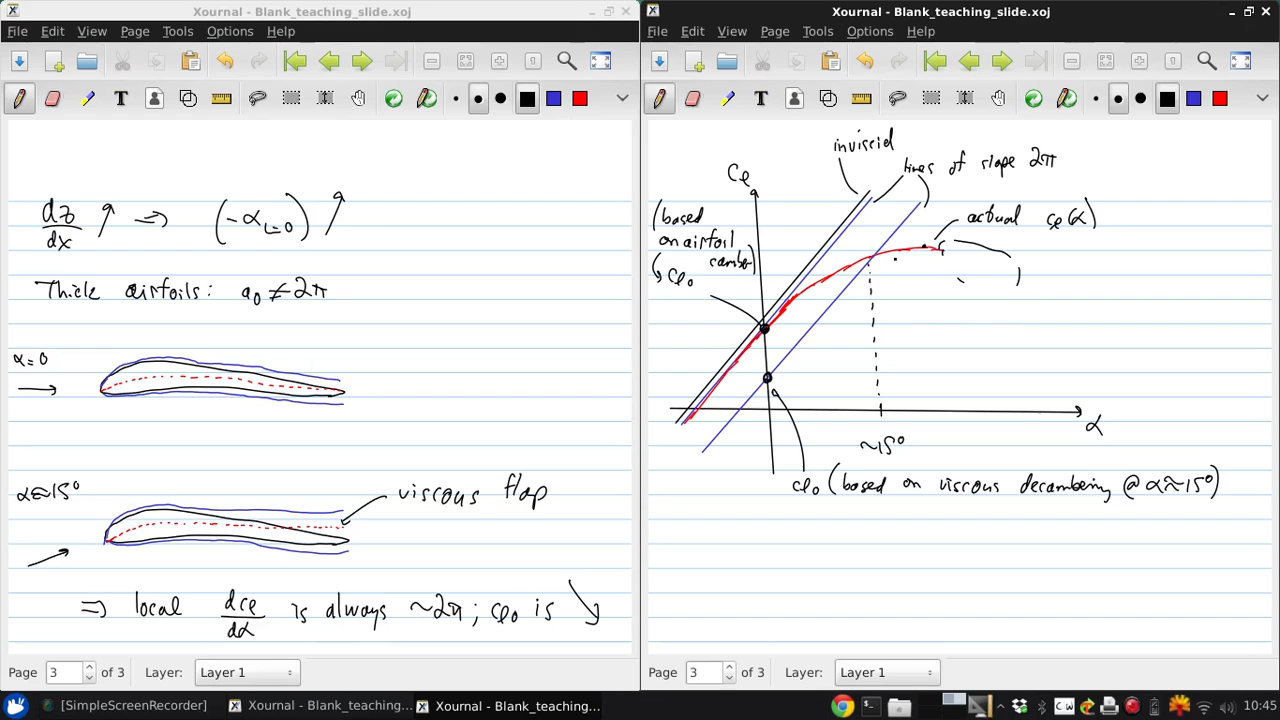 Xournal - Blank_teaching_slide.xoj
File Edit View Page Tools Options Help
dz/dx ↗ => (-α_{L=0}) ↗
Thick airfoils: a₀ ≠ 2π
α=0
α≈15°
viscous flap
=> local dcℓ/dα is always ~2π; cℓ₀ is ↘
Page 3 of 3 Layer: Layer 1
Xournal - Blank_teaching_slide.xoj
File Edit View Page Tools Options Help
inviscid
lines of slope 2π
Cℓ
(based
on airfoil
camber)
cℓ₀
actual cℓ(α)
α
~15°
cℓ₀ (based on viscous decambering @ α≈15°)
Page 3 of 3 Layer: Layer 1
[SimpleScreenRecorder] Xournal - Blank_teaching... Xournal - Blank_teaching... 10:45